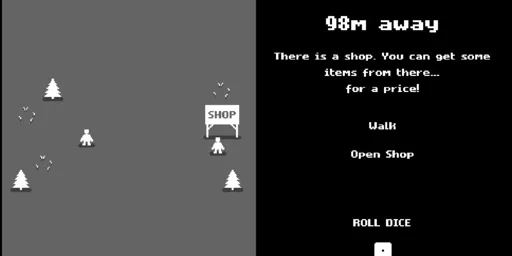 98m away
There is a shop. You can get some
items from there...
for a price!
SHOP
Walk
Open Shop
ROLL DICE